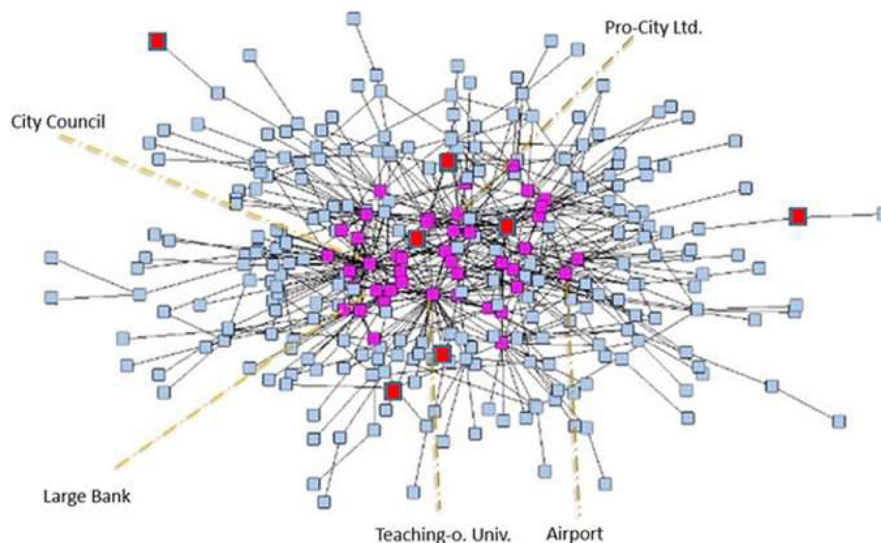 Pro-City Ltd.
City Council
Large Bank
Teaching-o. Univ.
Airport